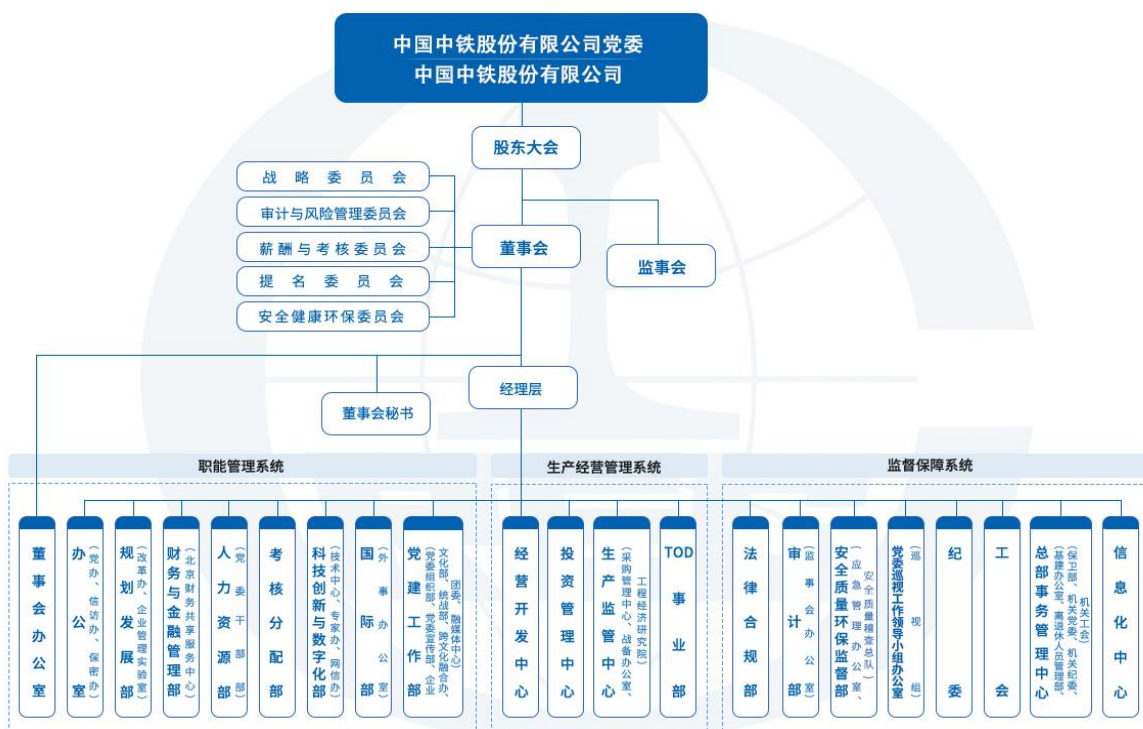 中国中铁股份有限公司党委
中国中铁股份有限公司
股东大会
战略委员会
审计与风险管理委员会
薪酬与考核委员会
提名委员会
安全健康环保委员会
董事会
监事会
经理层
董事会秘书
职能管理系统
生产经营管理系统
监督保障系统
董事会办公室
办公室
(党办、信访办、保密办)
规划发展部
(改革办、企业管理实验室)
财务与金融管理部
(北京财务共享服务中心)
人力资源部
(党委干部部)
考核分配部
科技创新与数字化部
(技术中心、专家办、网信办)
国际部
(外事办公室)
党建工作部
(党委组织部、党委宣传部、企业
文化部、统战部、跨文化融合办、
团委、融媒体中心)
经营开发中心
投资管理中心
生产监管中心
(采购管理中心、战备办公室、
工程经济研究院)
TOD事业部
法律合规部
审计部
(监事会办公室)
安全质量环保监督部
(应急管理办公室、
安全质量稽查总队)
党委巡视工作领导小组办公室
(巡视组)
纪委
工会
总部事务管理中心
(基建办公室、离退休人员管理部、
保卫部、机关党委、机关纪委、
机关工会)
信息化中心